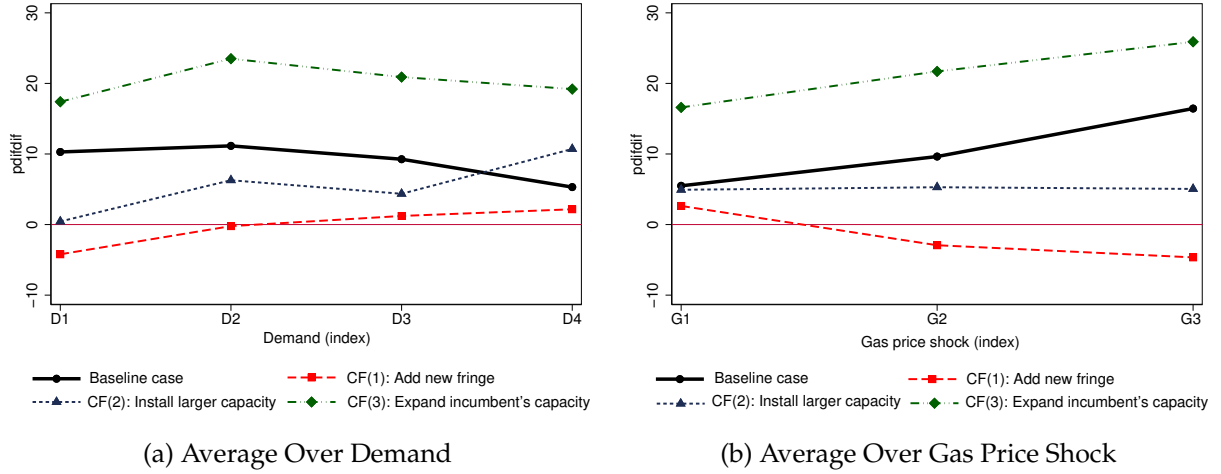 30
20
10
0
−10
pdifdif
D1 D2 D3 D4
Demand (index)
Baseline case
CF(1): Add new fringe
CF(2): Install larger capacity
CF(3): Expand incumbent's capacity
(a) Average Over Demand
30
20
10
0
−10
pdifdif
G1 G2 G3
Gas price shock (index)
Baseline case
CF(1): Add new fringe
CF(2): Install larger capacity
CF(3): Expand incumbent's capacity
(b) Average Over Gas Price Shock